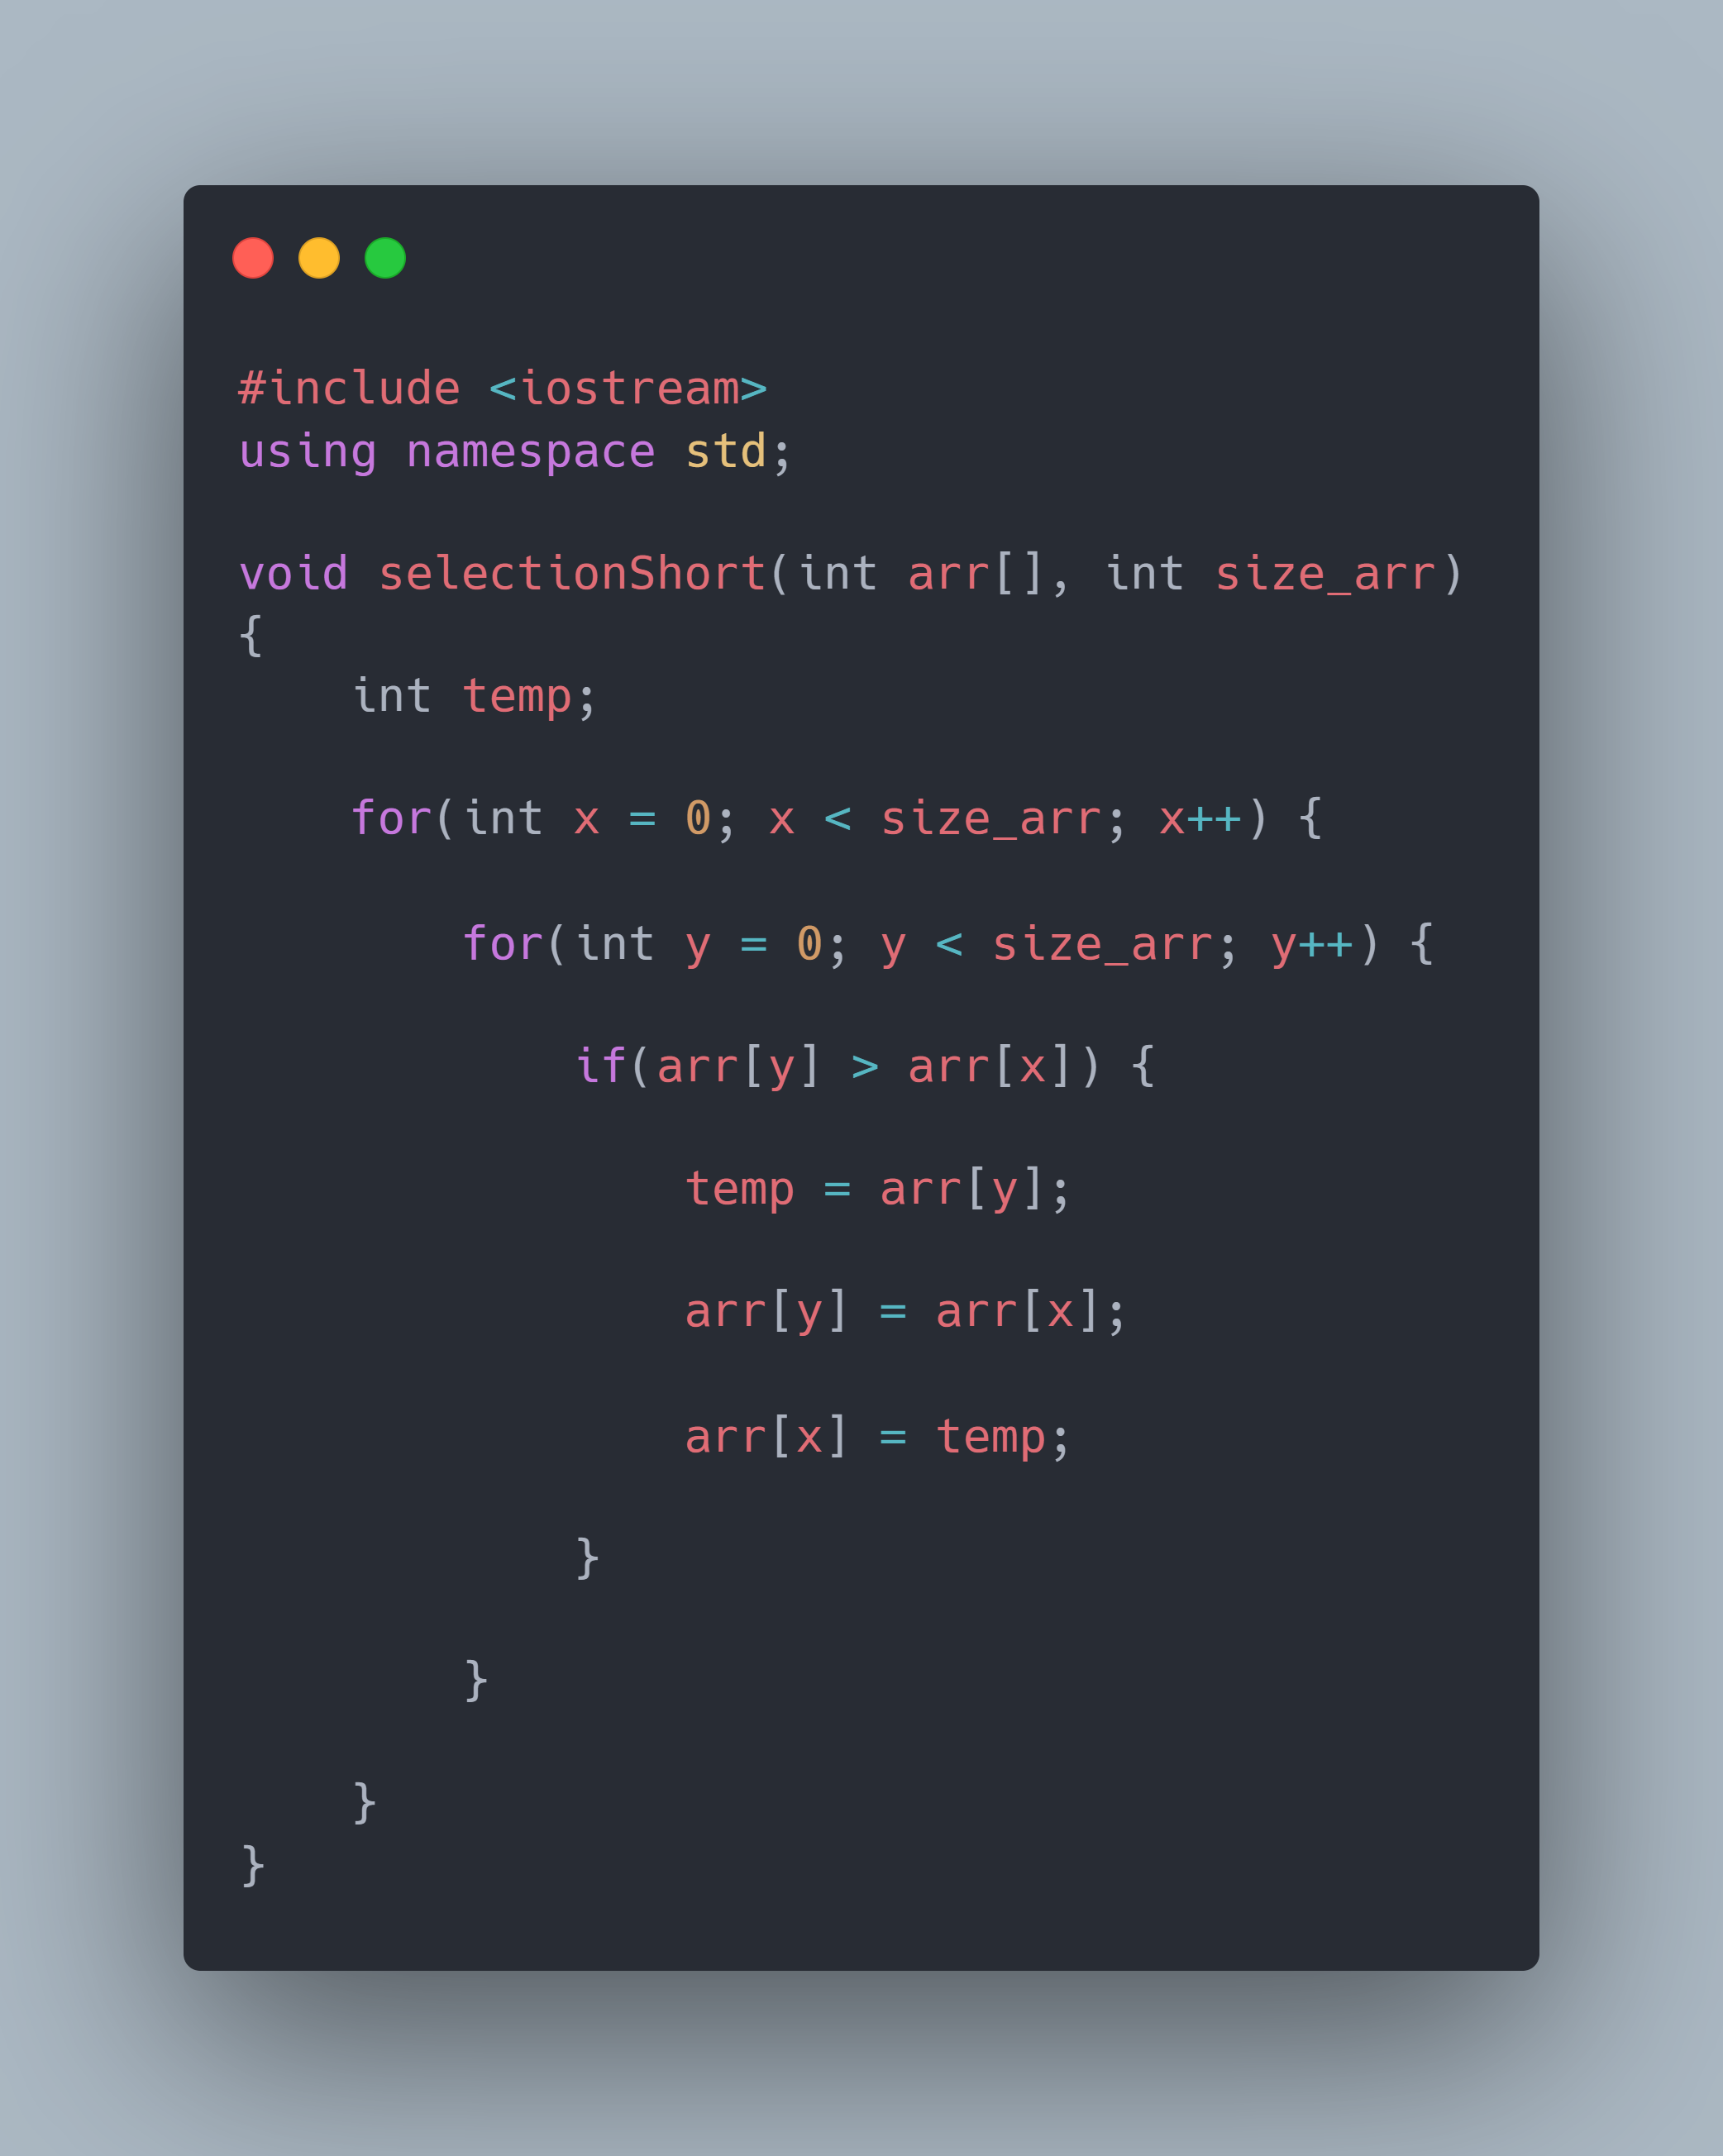 #include <iostream>
using namespace std;

void selectionShort(int arr[], int size_arr)
{
    int temp;

    for(int x = 0; x < size_arr; x++) {

        for(int y = 0; y < size_arr; y++) {

            if(arr[y] > arr[x]) {

                temp = arr[y];

                arr[y] = arr[x];

                arr[x] = temp;

            }

        }

    }
}